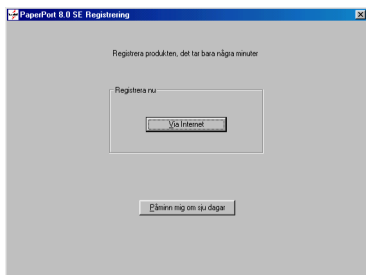 PaperPort 8.0 SE Registrering
Registrera produkten, det tar bara några minuter
Registrera nu
Via Internet
Påminn mig om sju dagar